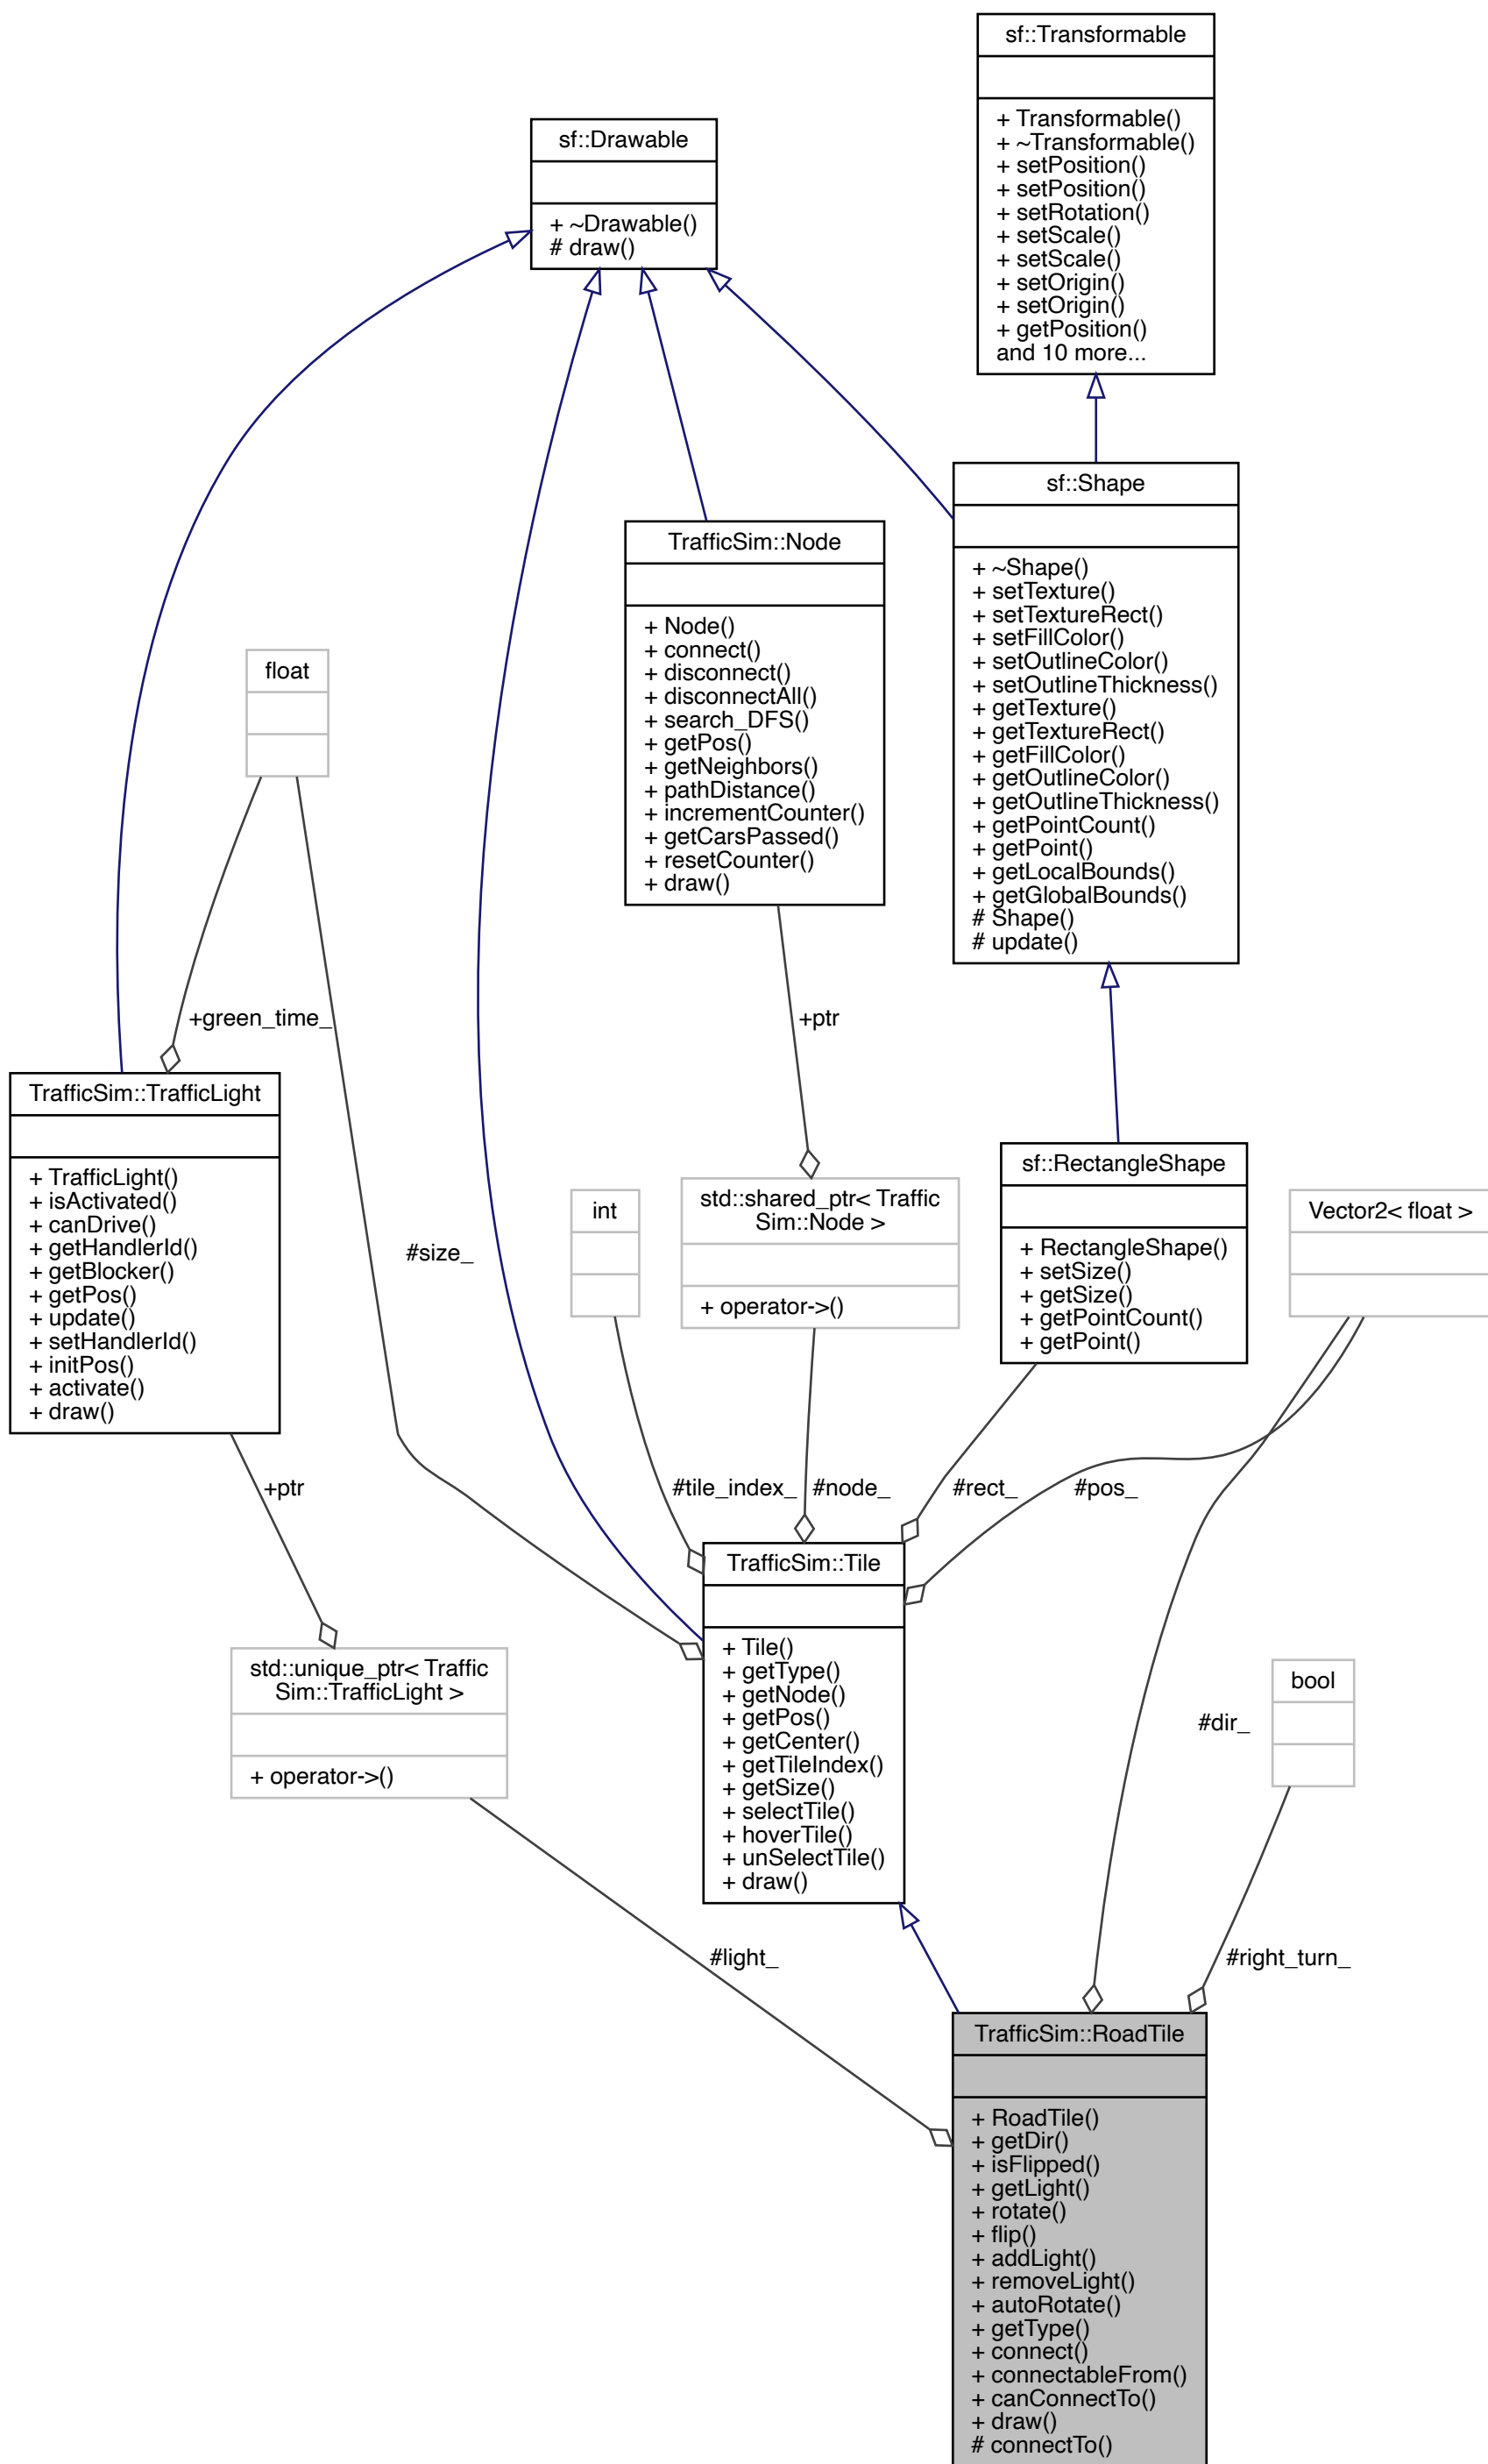 sf::Transformable
+ Transformable()
+ ~Transformable()
+ setPosition()
+ setPosition()
+ setRotation()
+ setScale()
+ setScale()
+ setOrigin()
+ setOrigin()
+ getPosition()
and 10 more...
sf::Drawable
+ ~Drawable()
# draw()
sf::Shape
+ ~Shape()
+ setTexture()
+ setTextureRect()
+ setFillColor()
+ setOutlineColor()
+ setOutlineThickness()
+ getTexture()
+ getTextureRect()
+ getFillColor()
+ getOutlineColor()
+ getOutlineThickness()
+ getPointCount()
+ getPoint()
+ getLocalBounds()
+ getGlobalBounds()
# Shape()
# update()
TrafficSim::Node
+ Node()
+ connect()
+ disconnect()
+ disconnectAll()
+ search_DFS()
+ getPos()
+ getNeighbors()
+ pathDistance()
+ incrementCounter()
+ getCarsPassed()
+ resetCounter()
+ draw()
float
+green_time_
+ptr
TrafficSim::TrafficLight
+ TrafficLight()
+ isActivated()
+ canDrive()
+ getHandlerId()
+ getBlocker()
+ getPos()
+ update()
+ setHandlerId()
+ initPos()
+ activate()
+ draw()
#size_
int
std::shared_ptr< Traffic
Sim::Node >
+ operator->()
sf::RectangleShape
+ RectangleShape()
+ setSize()
+ getSize()
+ getPointCount()
+ getPoint()
Vector2< float >
+ptr
#tile_index_
#node_
#rect_
#pos_
TrafficSim::Tile
+ Tile()
+ getType()
+ getNode()
+ getPos()
+ getCenter()
+ getTileIndex()
+ getSize()
+ selectTile()
+ hoverTile()
+ unSelectTile()
+ draw()
std::unique_ptr< Traffic
Sim::TrafficLight >
+ operator->()
bool
#dir_
#light_
#right_turn_
TrafficSim::RoadTile
+ RoadTile()
+ getDir()
+ isFlipped()
+ getLight()
+ rotate()
+ flip()
+ addLight()
+ removeLight()
+ autoRotate()
+ getType()
+ connect()
+ connectableFrom()
+ canConnectTo()
+ draw()
# connectTo()